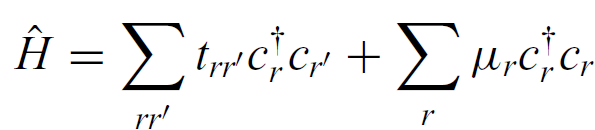 Ĥ = ∑_{rr′} t_{rr′} c_r^† c_{r′} + ∑_r μ_r c_r^† c_r